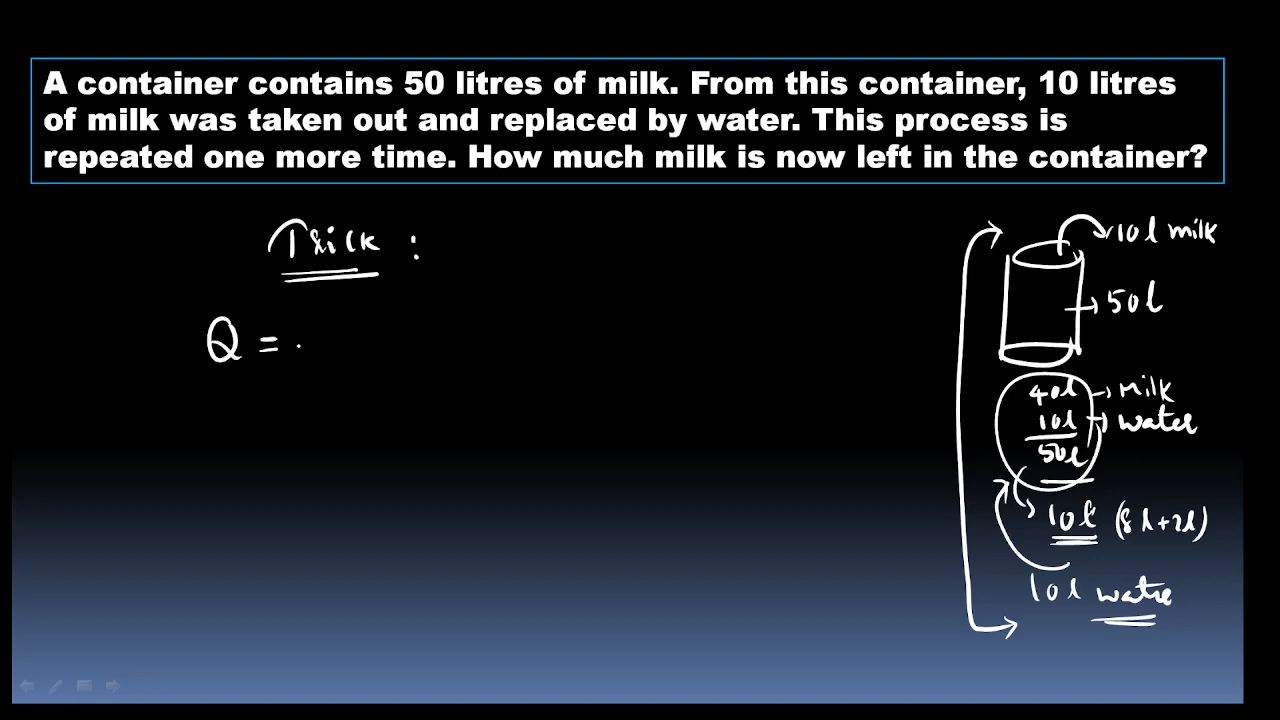 A container contains 50 litres of milk. From this container, 10 litres
of milk was taken out and replaced by water. This process is
repeated one more time. How much milk is now left in the container?
Trick :
Q = .
10l milk
50l
40l → milk
10l → water
50l
10l (8l+2l)
10l water